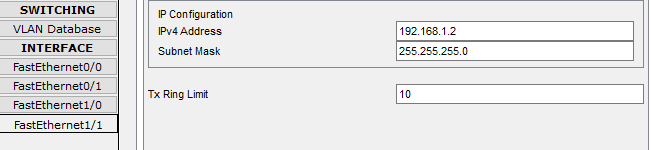 SWITCHING
VLAN Database
INTERFACE
FastEthernet0/0
FastEthernet0/1
FastEthernet1/0
FastEthernet1/1
IP Configuration
IPv4 Address 192.168.1.2
Subnet Mask 255.255.255.0
Tx Ring Limit 10